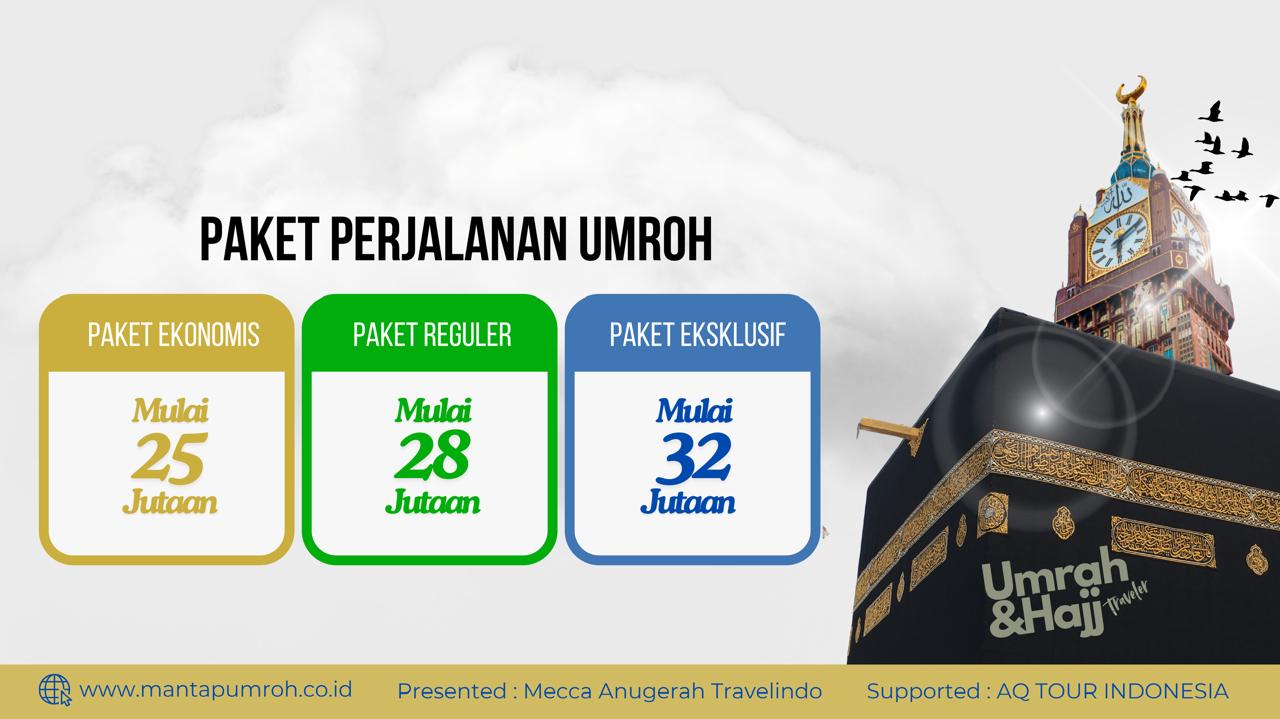 PAKET PERJALANAN UMROH
PAKET EKONOMIS
Mulai
25
Jutaan
PAKET REGULER
Mulai
28
Jutaan
PAKET EKSKLUSIF
Mulai
32
Jutaan
Umrah
&Hajj traveler
www.mantapumroh.co.id
Presented : Mecca Anugerah Travelindo
Supported : AQ TOUR INDONESIA